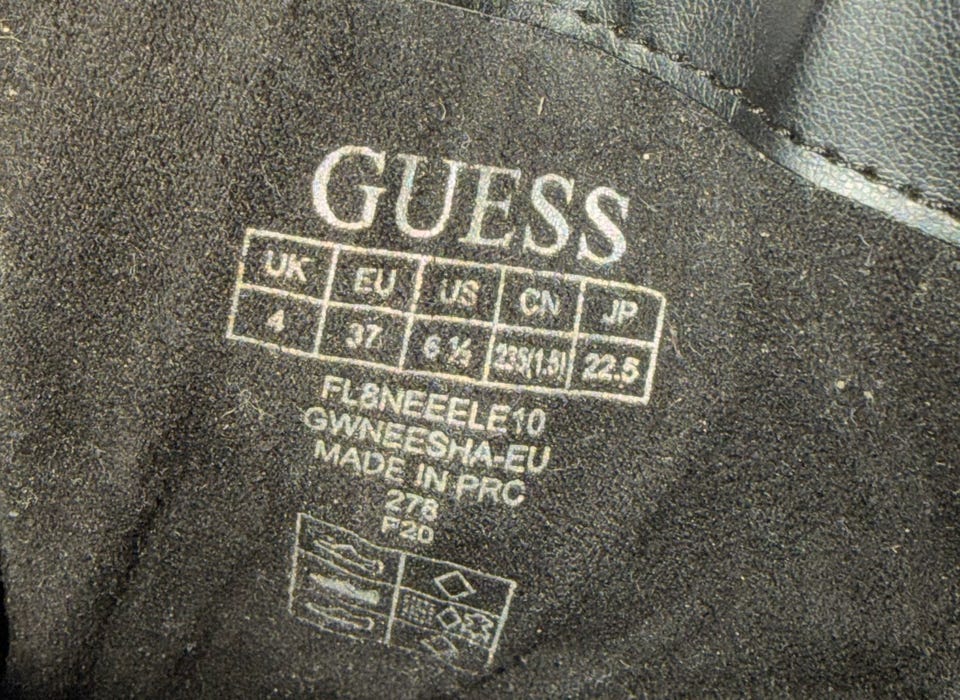 GUESS
UK EU US CN JP
4 37 6 ½ 235(1.5) 22.5
FL8NEEELE10
GWNEESHA-EU
MADE IN PRC
278
F20